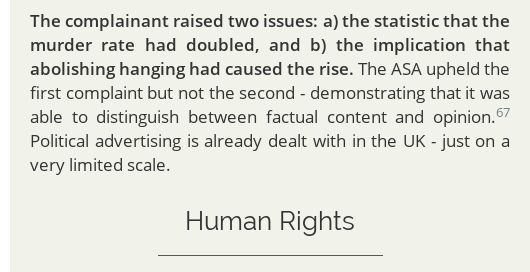 The complainant raised two issues: a) the statistic that the
murder rate had doubled, and b) the implication that
abolishing hanging had caused the rise. The ASA upheld the
first complaint but not the second - demonstrating that it was
able to distinguish between factual content and opinion.67
Political advertising is already dealt with in the UK - just on a
very limited scale.
Human Rights